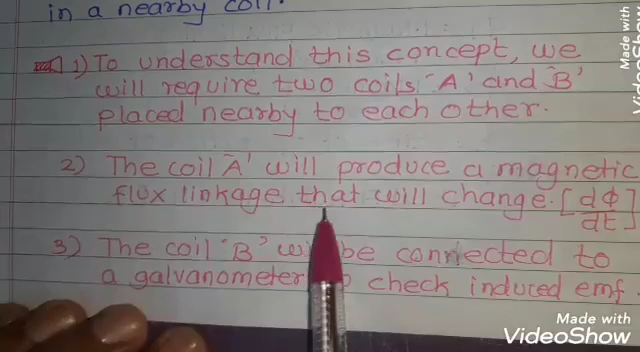 in a nearby coil.
1) To understand this concept, we
will require two coils 'A' and 'B'
placed nearby to each other.
2) The coil 'A' will produce a magnetic
flux linkage that will change. [dϕ/dt]
3) The coil 'B' be connected to
a galvanometer check induced emf.
Made with
VideoShow
Made with